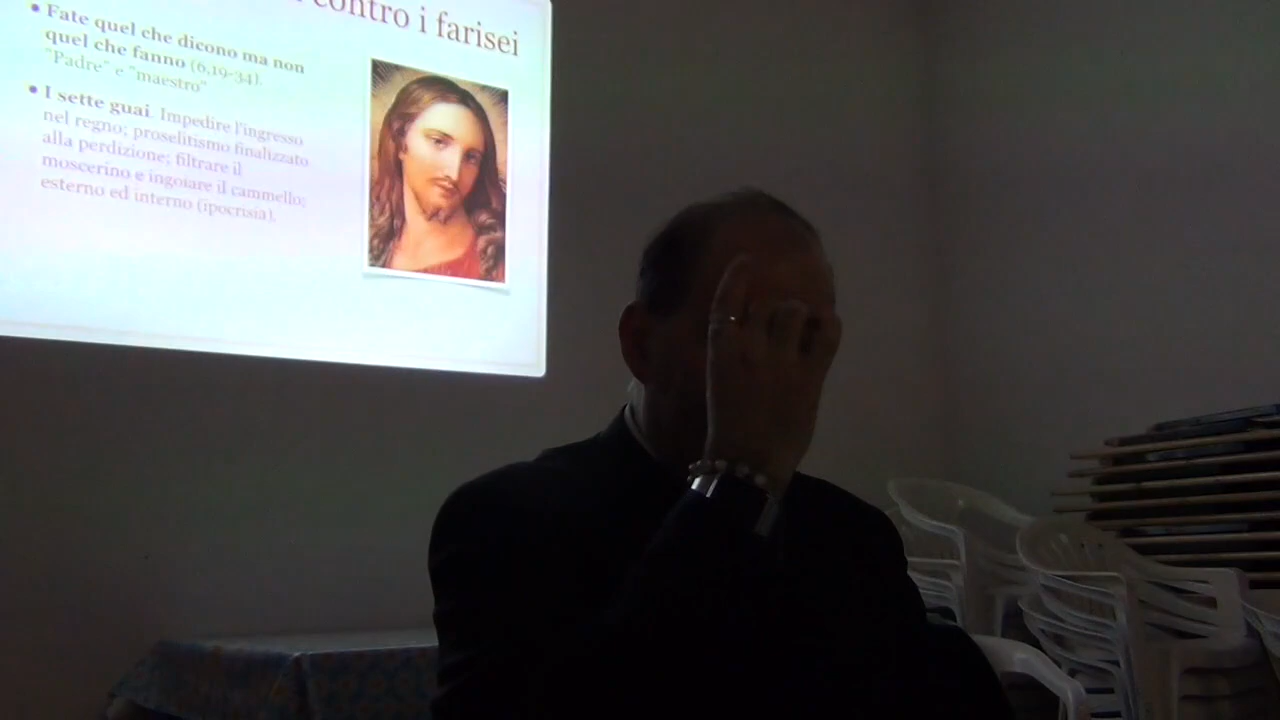 contro i farisei
• Fate quel che dicono ma non
quel che fanno (6,19-34).
"Padre" e "maestro"
• I sette guai. Impedire l'ingresso
nel regno; proselitismo finalizzato
alla perdizione; filtrare il
moscerino e ingoiare il cammello;
esterno ed interno (ipocrisia).